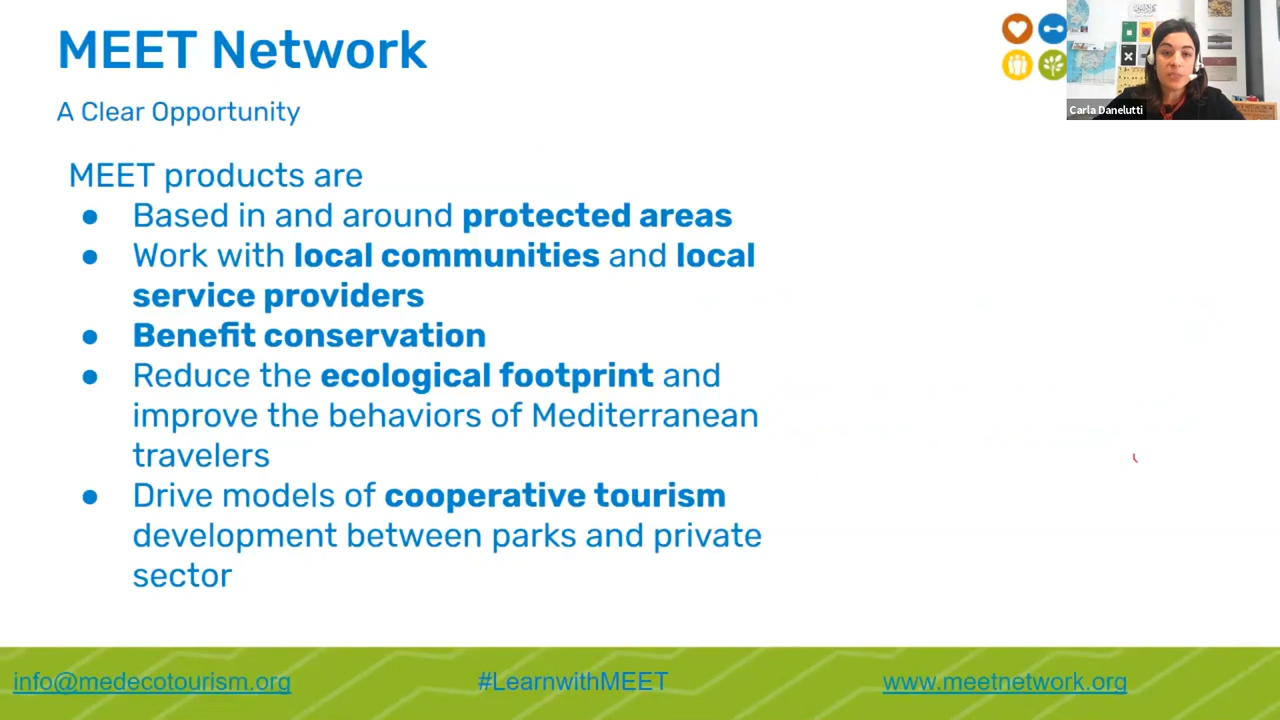 MEET Network
A Clear Opportunity
Carla Danelutti
MEET products are
● Based in and around protected areas
● Work with local communities and local
service providers
● Benefit conservation
● Reduce the ecological footprint and
improve the behaviors of Mediterranean
travelers
● Drive models of cooperative tourism
development between parks and private
sector
info@medecotourism.org
#LearnwithMEET
www.meetnetwork.org